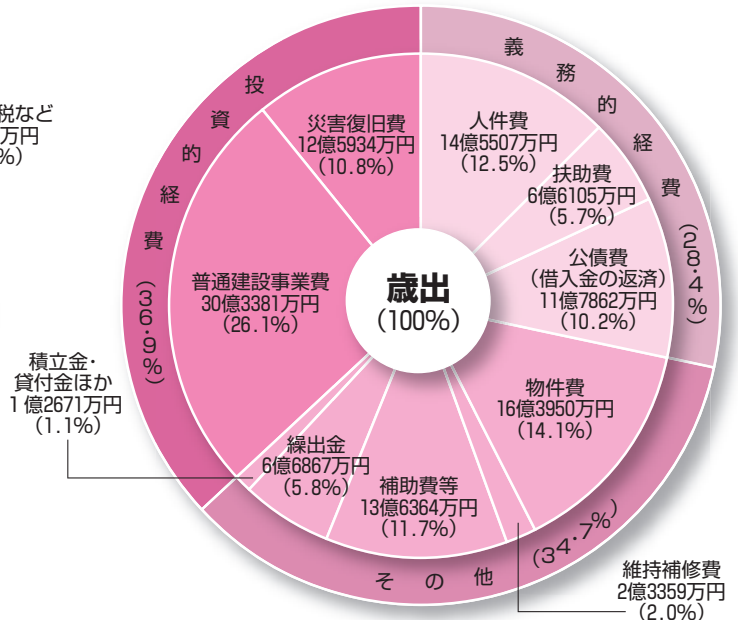 税など
万円
%)
歳出
(100%)
義務的経費(28・4%)
人件費
14億5507万円
(12.5%)
扶助費
6億6105万円
(5.7%)
公債費
(借入金の返済)
11億7862万円
(10.2%)
その他(34・7%)
物件費
16億3950万円
(14.1%)
維持補修費
2億3359万円
(2.0%)
補助費等
13億6364万円
(11.7%)
繰出金
6億6867万円
(5.8%)
積立金・
貸付金ほか
1億2671万円
(1.1%)
投資的経費(36・9%)
普通建設事業費
30億3381万円
(26.1%)
災害復旧費
12億5934万円
(10.8%)